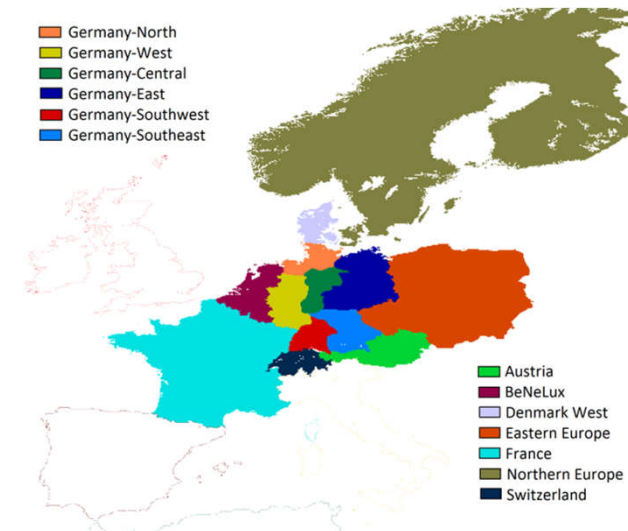 Germany-North
Germany-West
Germany-Central
Germany-East
Germany-Southwest
Germany-Southeast
Austria
BeNeLux
Denmark West
Eastern Europe
France
Northern Europe
Switzerland